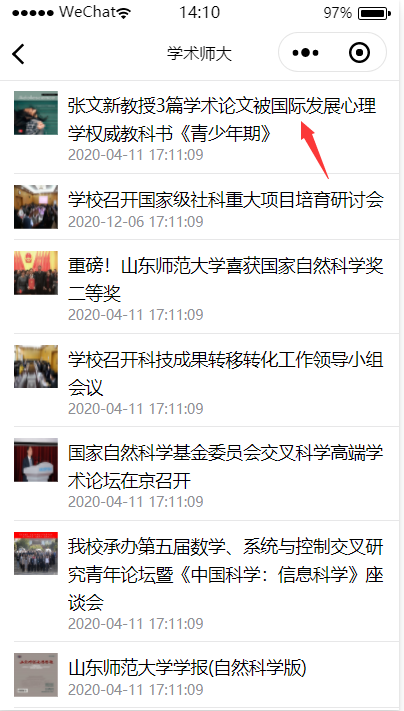 WeChat 14:10 97%
学术师大
张文新教授3篇学术论文被国际发展心理
学权威教科书《青少年期》
2020-04-11 17:11:09
学校召开国家级社科重大项目培育研讨会
2020-12-06 17:11:09
重磅！山东师范大学喜获国家自然科学奖
二等奖
2020-04-11 17:11:09
学校召开科技成果转移转化工作领导小组
会议
2020-04-11 17:11:09
国家自然科学基金委员会交叉科学高端学
术论坛在京召开
2020-04-11 17:11:09
我校承办第五届数学、系统与控制交叉研
究青年论坛暨《中国科学：信息科学》座
谈会
2020-04-11 17:11:09
山东师范大学学报(自然科学版)
2020-04-11 17:11:09